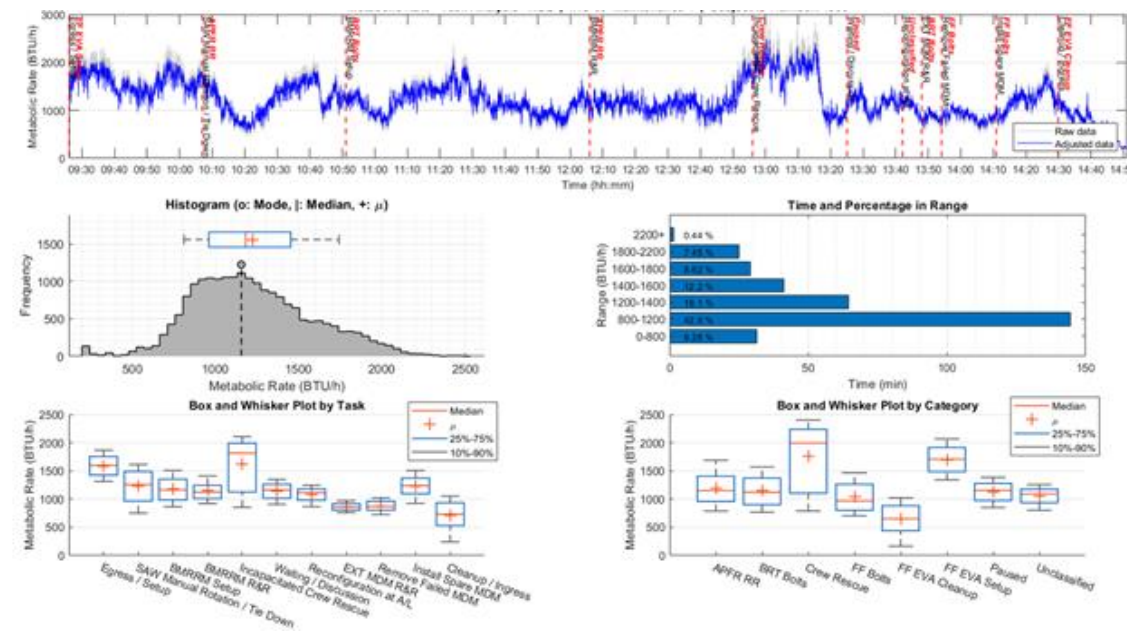 3000
2000
1000
0
Metabolic Rate (BTU/h)
FF EVA Setup
Raw data
Adjusted data
09:30 09:40 09:50 10:00 10:10 10:20 10:30 10:40 10:50 11:00 11:10 11:20 11:30 11:40 11:50 12:00 12:10 12:20 12:30 12:40 12:50 13:00 13:10 13:20 13:30 13:40 13:50 14:00 14:10 14:20 14:30 14:40
Time (hh:mm)
Histogram (o: Mode, |: Median, +: μ)
1500
1000
500
0
Frequency
500 1000 1500 2000 2500
Metabolic Rate (BTU/h)
Time and Percentage in Range
Range (BTU/h)
2200+ 0.44 %
1800-2200
1600-1800
1400-1600
1200-1400
800-1200
0-800
0 50 100 150
Time (min)
Box and Whisker Plot by Task
Median
μ
25%-75%
10%-90%
2500
2000
1500
1000
500
0
Metabolic Rate (BTU/h)
Egress / Setup
SAW Manual Rotation / Tie Down
BMRRM Setup
BMRRM R&R
Incapacitated Crew Rescue
Waiting / Discussion
Reconfiguration at A/L
EXT MDM R&R
Remove Failed MDM
Install Spare MDM
Cleanup / Ingress
Box and Whisker Plot by Category
Median
μ
25%-75%
10%-90%
2500
2000
1500
1000
500
0
Metabolic Rate (BTU/h)
APFR RR
BRT Bolts
Crew Rescue
FF Bolts
FF EVA Cleanup
FF EVA Setup
Paused
Unclassified